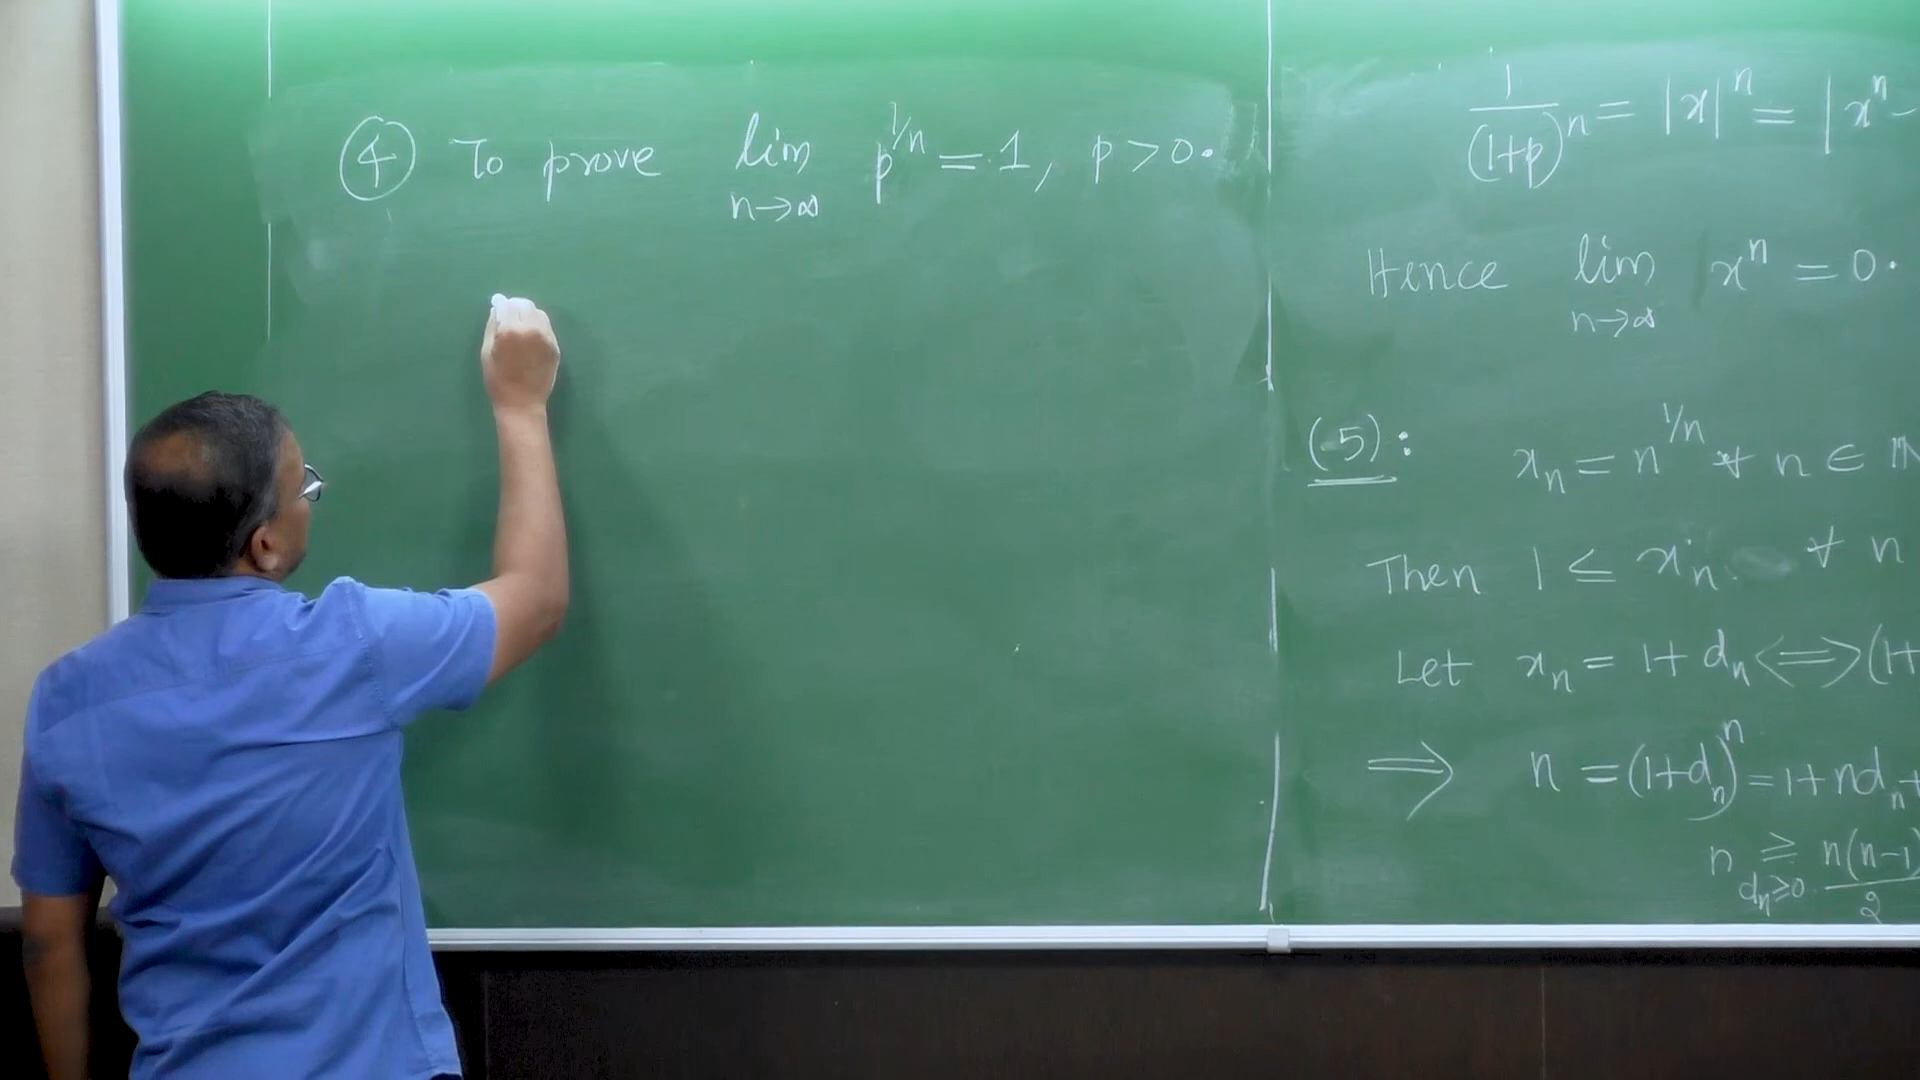 ④ To prove lim n→∞ p^{1/n} = 1, p > 0.
1/(1+p)^n = |x|^n = |x^n -
Hence lim n→∞ x^n = 0.
(5): x_n = n^{1/n} ∀ n ∈ ℕ
Then 1 ≤ x_n ∀ n
Let x_n = 1 + d_n ⟺ (1+
⟹ n = (1+d_n)^n = 1 + nd_n +
n ≥ n(n-1)/2
d_n ≥ 0